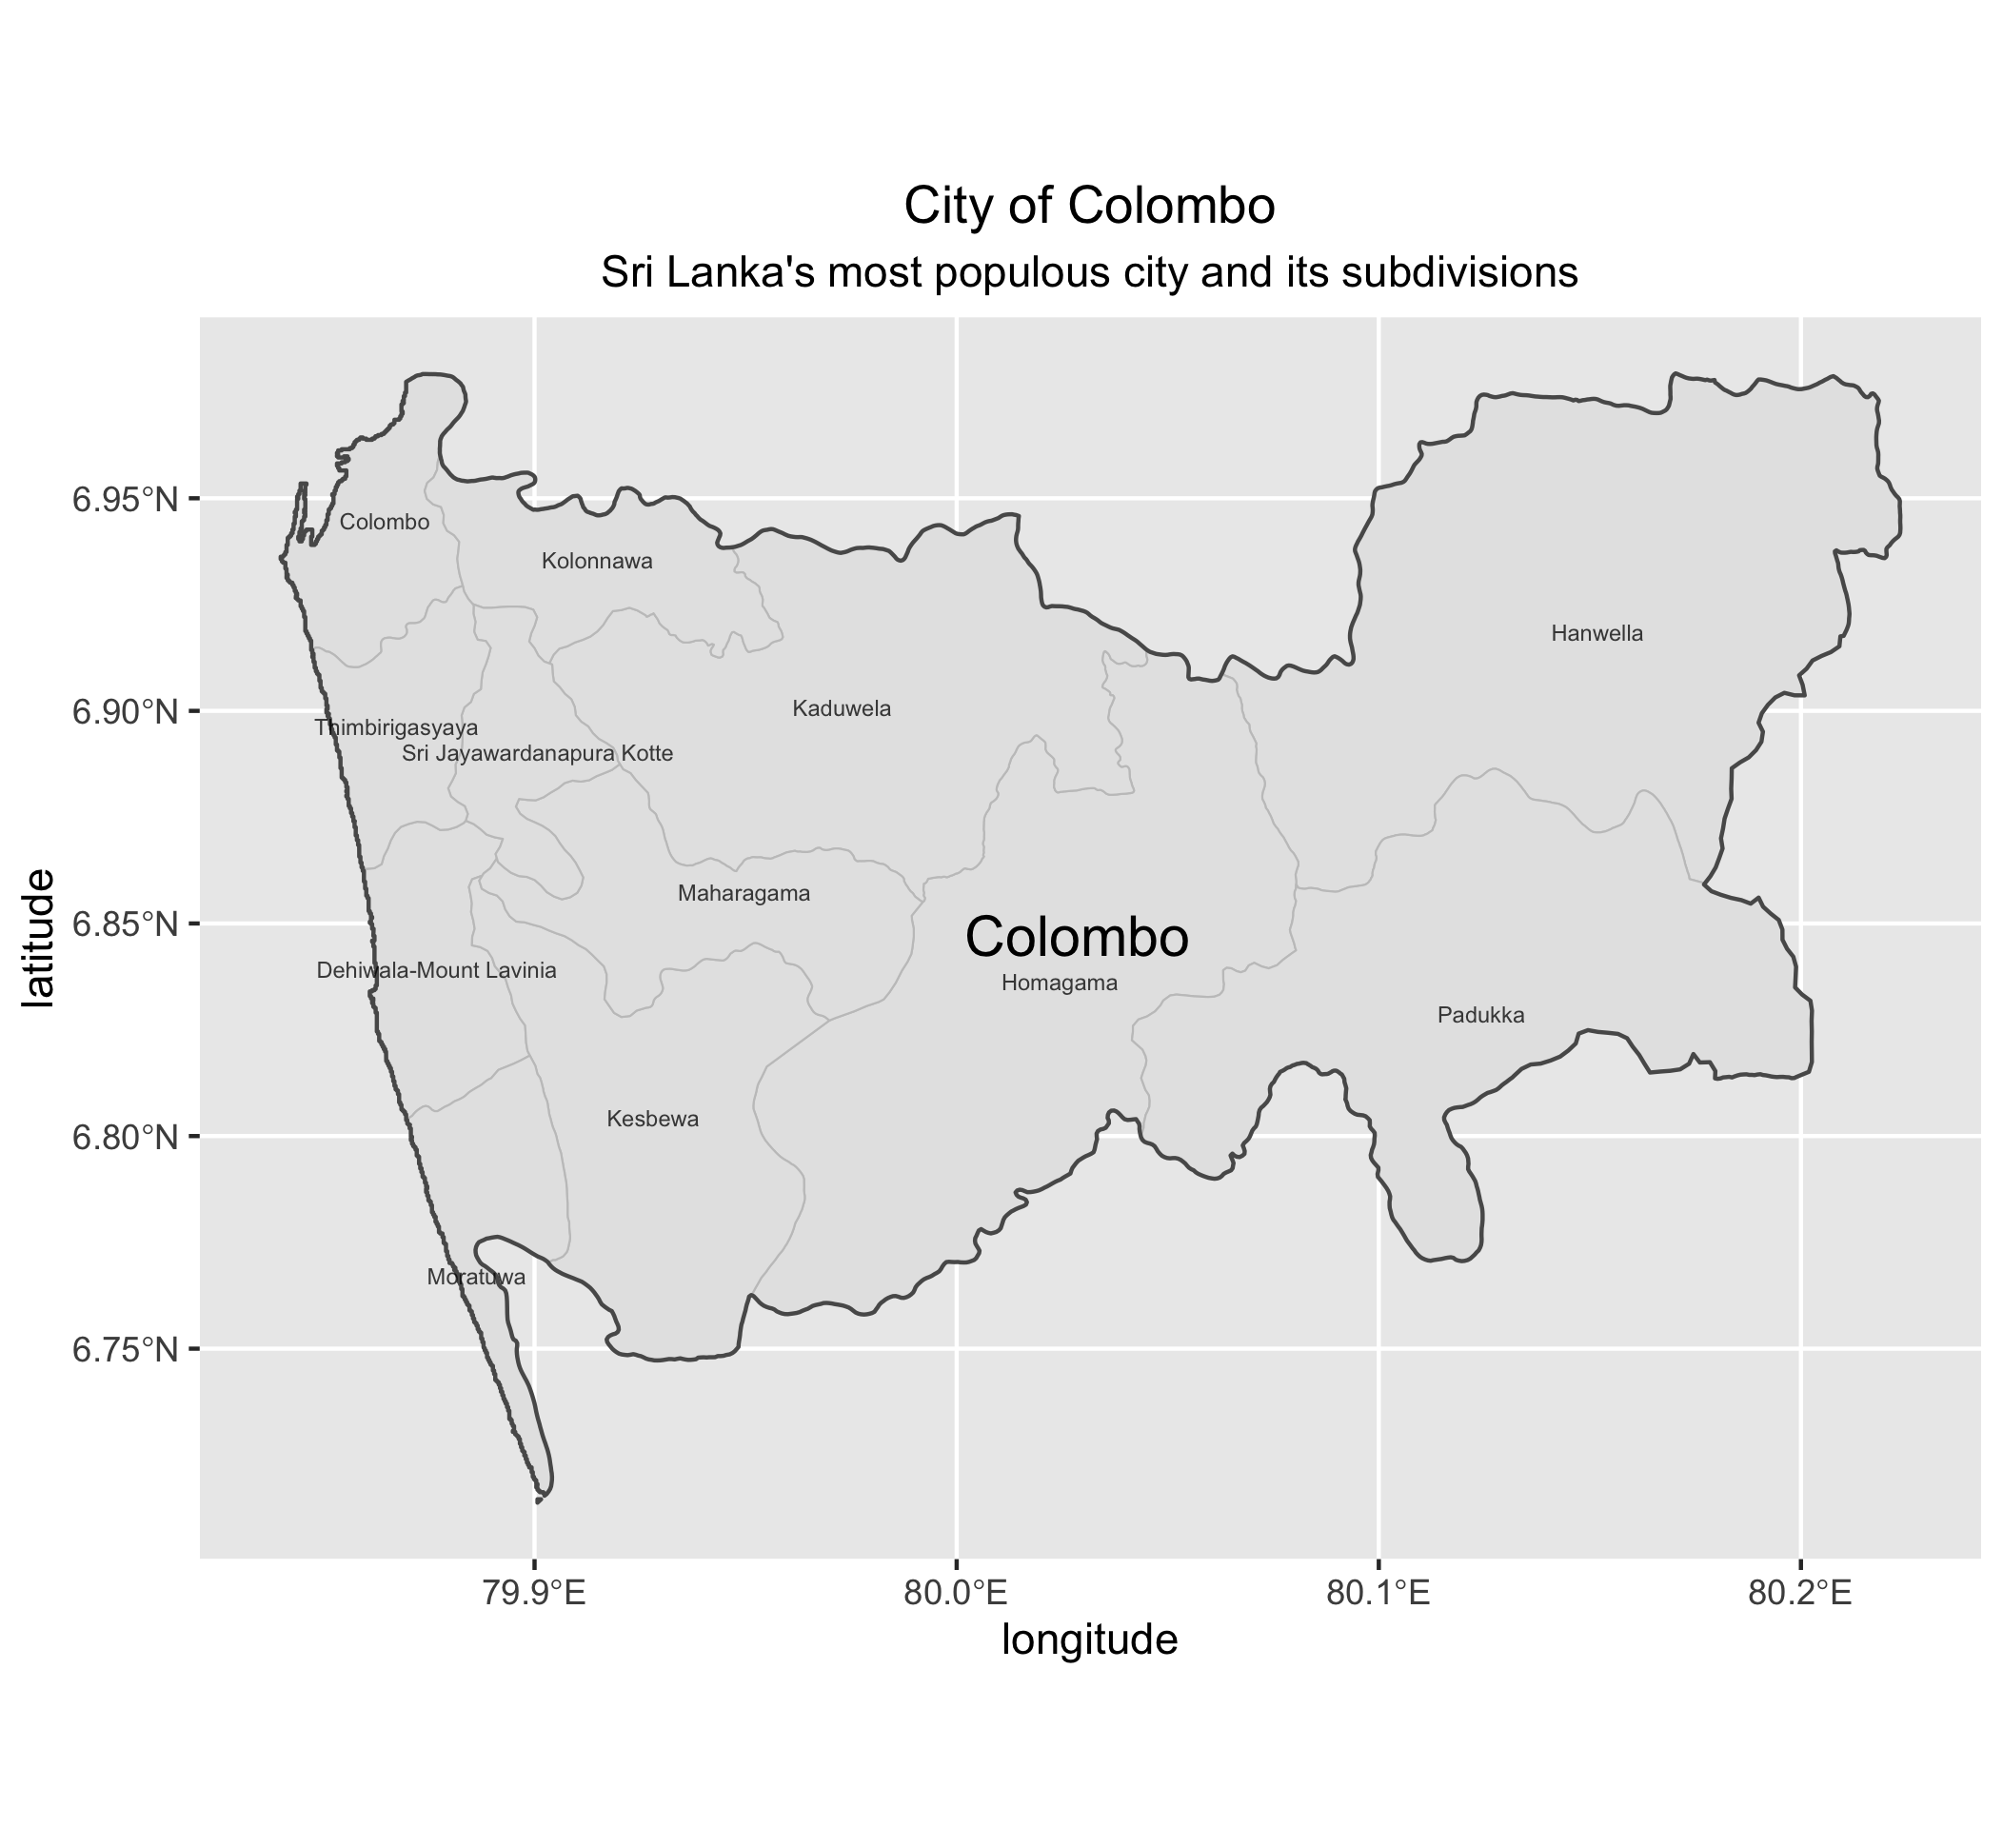 City of Colombo
Sri Lanka's most populous city and its subdivisions
6.95°N
Colombo
Kolonnawa
Hanwella
6.90°N
Kaduwela
Thimbirigasyaya
Sri Jayawardanapura Kotte
latitude
Maharagama
6.85°N
Colombo
Dehiwala-Mount Lavinia
Homagama
Padukka
6.80°N
Kesbewa
Moratuwa
6.75°N
79.9°E
80.0°E
80.1°E
80.2°E
longitude